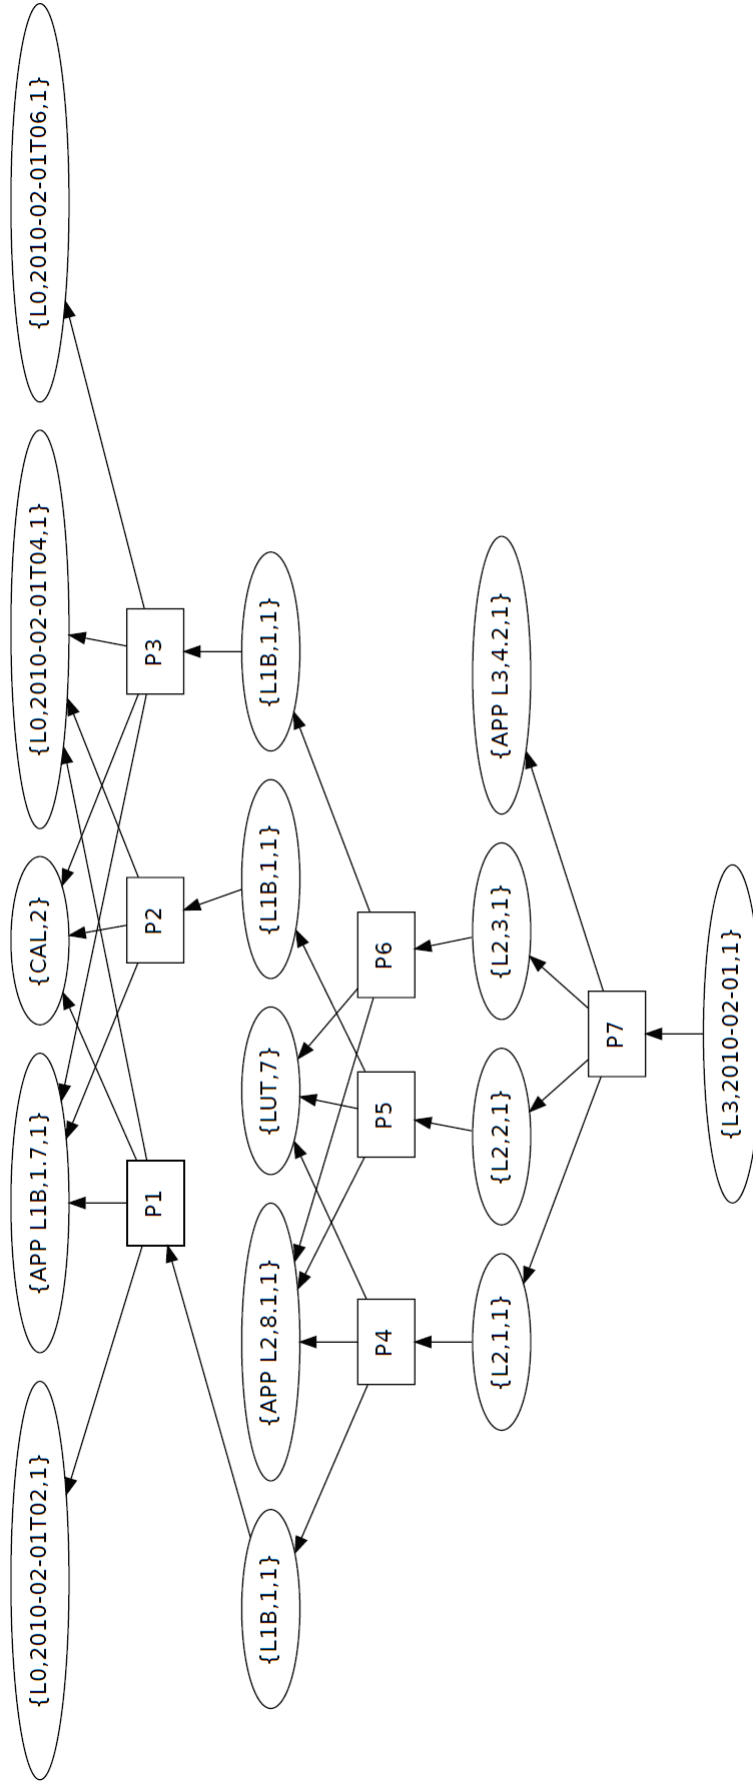 {L0,2010-02-01T02,1}
{APP L1B,1.7,1}
{CAL,2}
{L0,2010-02-01T04,1}
{L0,2010-02-01T06,1}
P1
P2
P3
{L1B,1,1}
{APP L2,8.1,1}
{LUT,7}
{L1B,1,1}
{L1B,1,1}
P4
P5
P6
{L2,1,1}
{L2,2,1}
{L2,3,1}
{APP L3,4.2,1}
P7
{L3,2010-02-01,1}